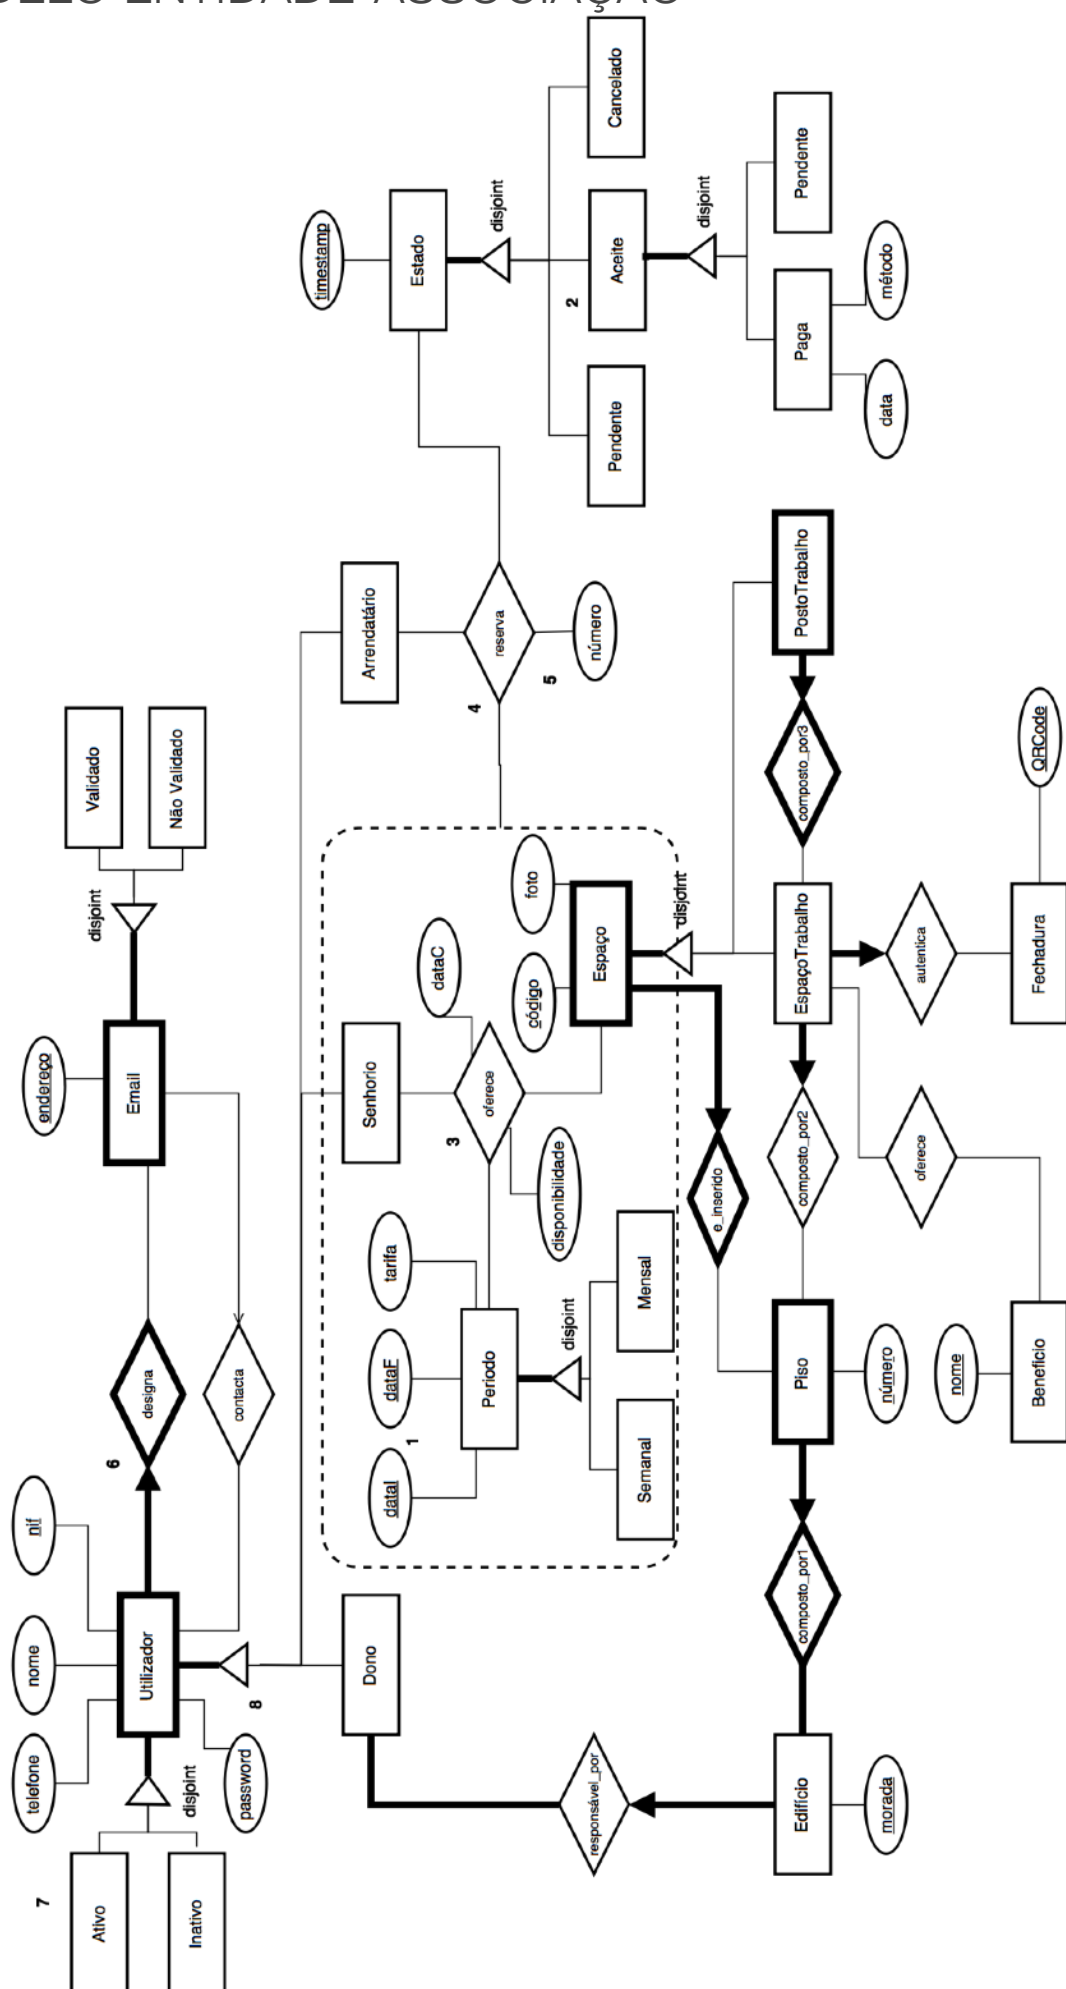 ENTIDADE ASSOCIAÇÃO
telefone
nome
nif
endereço
7
Ativo
Validado
6
Utilizador
designa
Email
disjoint
Inativo
disjoint
Não Validado
password
8
contacta
timestamp
Dono
Senhorio
Arrendatário
dataI
dataF
tarifa
dataC
Estado
1
3
4
Periodo
oferece
reserva
disjoint
5
código
foto
disjoint
disponibilidade
2
responsável_por
Semanal
Mensal
Espaço
número
Pendente
Aceite
Cancelado
disjoint
disjoint
e_inserido
Edifício
composto_por1
Piso
composto_por2
EspaçoTrabalho
composto_por3
PostoTrabalho
Paga
Pendente
morada
número
oferece
autentica
data
método
nome
Beneficio
Fechadura
QRCode